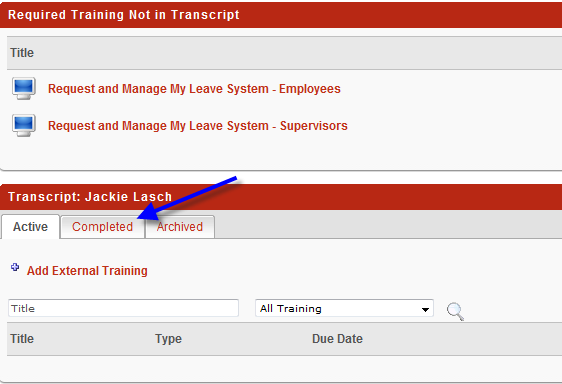 Required Training Not in Transcript
Title
Request and Manage My Leave System - Employees
Request and Manage My Leave System - Supervisors
Transcript: Jackie Lasch
Active Completed Archived
Add External Training
Title All Training
Title Type Due Date